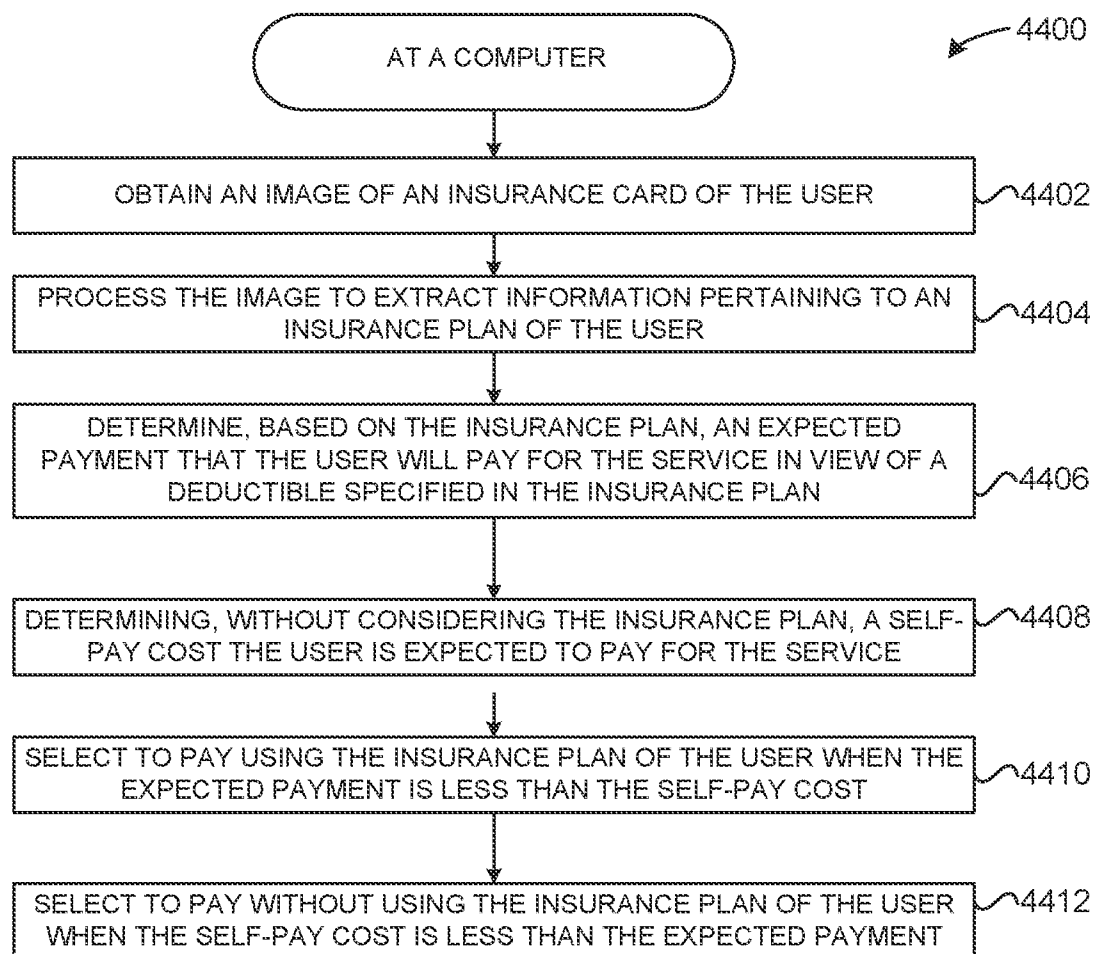 AT A COMPUTER
4400
OBTAIN AN IMAGE OF AN INSURANCE CARD OF THE USER
4402
PROCESS THE IMAGE TO EXTRACT INFORMATION PERTAINING TO AN
INSURANCE PLAN OF THE USER
4404
DETERMINE, BASED ON THE INSURANCE PLAN, AN EXPECTED
PAYMENT THAT THE USER WILL PAY FOR THE SERVICE IN VIEW OF A
DEDUCTIBLE SPECIFIED IN THE INSURANCE PLAN
4406
DETERMINING, WITHOUT CONSIDERING THE INSURANCE PLAN, A SELF-
PAY COST THE USER IS EXPECTED TO PAY FOR THE SERVICE
4408
SELECT TO PAY USING THE INSURANCE PLAN OF THE USER WHEN THE
EXPECTED PAYMENT IS LESS THAN THE SELF-PAY COST
4410
SELECT TO PAY WITHOUT USING THE INSURANCE PLAN OF THE USER
WHEN THE SELF-PAY COST IS LESS THAN THE EXPECTED PAYMENT
4412